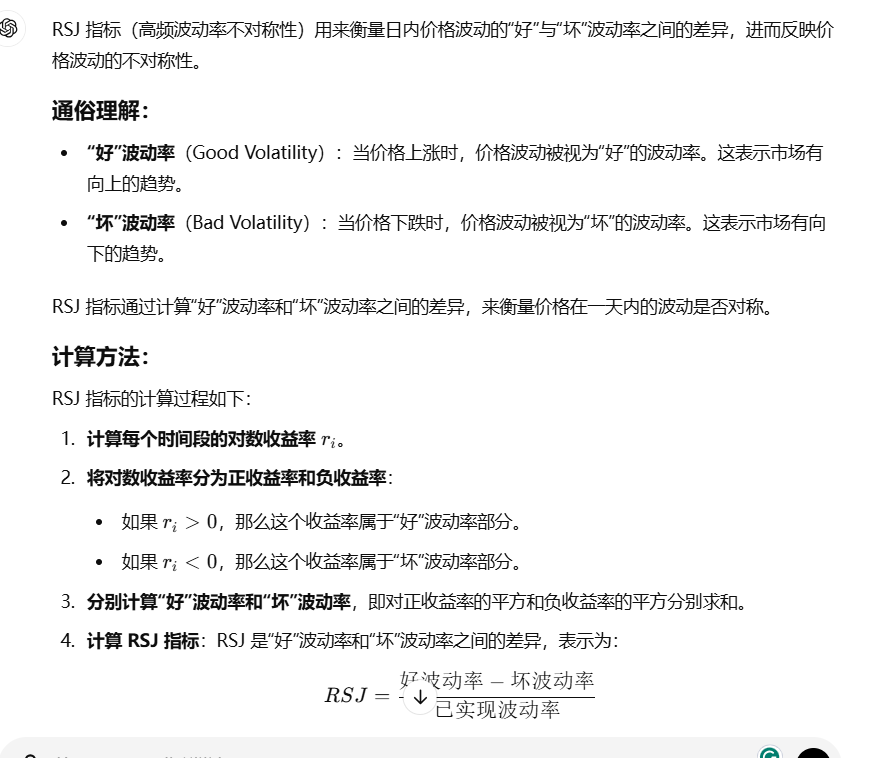 RSJ 指标（高频波动率不对称性）用来衡量日内价格波动的“好”与“坏”波动率之间的差异，进而反映价
格波动的不对称性。
通俗理解：
• “好”波动率（Good Volatility）：当价格上涨时，价格波动被视为“好”的波动率。这表示市场有
向上的趋势。
• “坏”波动率（Bad Volatility）：当价格下跌时，价格波动被视为“坏”的波动率。这表示市场有向
下的趋势。
RSJ 指标通过计算“好”波动率和“坏”波动率之间的差异，来衡量价格在一天内的波动是否对称。
计算方法：
RSJ 指标的计算过程如下：
1. 计算每个时间段的对数收益率 r_i。
2. 将对数收益率分为正收益率和负收益率：
• 如果 r_i > 0，那么这个收益率属于“好”波动率部分。
• 如果 r_i < 0，那么这个收益率属于“坏”波动率部分。
3. 分别计算“好”波动率和“坏”波动率，即对正收益率的平方和负收益率的平方分别求和。
4. 计算 RSJ 指标：RSJ 是“好”波动率和“坏”波动率之间的差异，表示为：
好波动率 − 坏波动率
RSJ =
已实现波动率